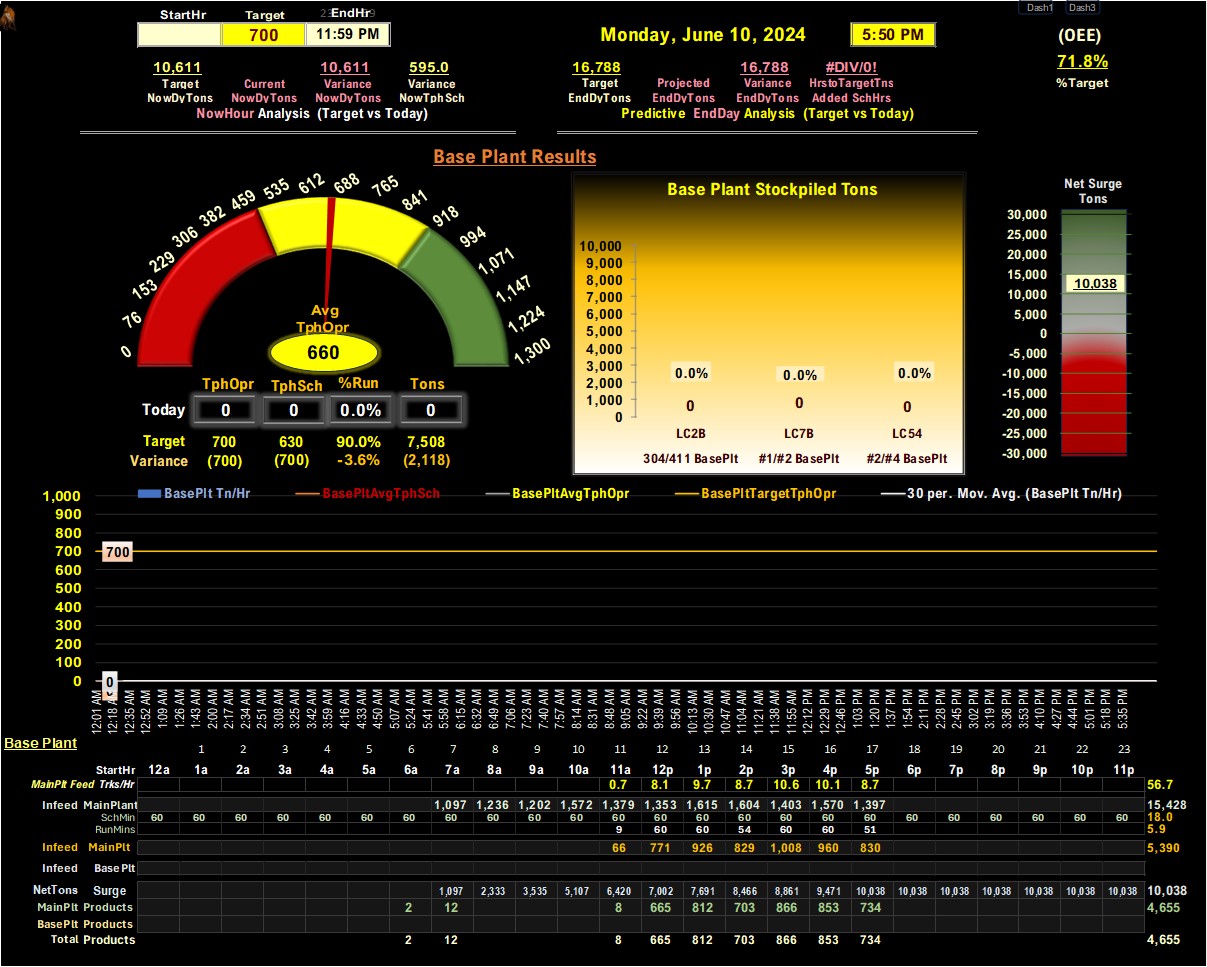 Dash1 Dash3
StartHr Target EndHr
700 11:59 PM
Monday, June 10, 2024 5:50 PM
(OEE)
71.8%
%Target
10,611 10,611 595.0
Target Current Variance Variance
NowDyTons NowDyTons NowDyTons NowTphSch
NowHour Analysis (Target vs Today)
16,788 16,788 #DIV/0!
Target Projected Variance HrstoTargetTns
EndDyTons EndDyTons EndDyTons Added SchHrs
Predictive EndDay Analysis (Target vs Today)
Base Plant Results
0 76 153 229 306 382 459 535 612 688 765 841 918 994 1,071 1,147 1,224 1,300
Avg
TphOpr
660
TphOpr TphSch %Run Tons
Today 0 0 0.0% 0
Target 700 630 90.0% 7,508
Variance (700) (700) -3.6% (2,118)
Base Plant Stockpiled Tons
10,000
9,000
8,000
7,000
6,000
5,000
4,000
3,000
2,000
1,000
0
0.0% 0.0% 0.0%
0 0 0
LC2B LC7B LC54
304/411 BasePlt #1/#2 BasePlt #2/#4 BasePlt
Net Surge
Tons
30,000
25,000
20,000
15,000
10,000
5,000
0
-5,000
-10,000
-15,000
-20,000
-25,000
-30,000
10,038
BasePlt Tn/Hr BasePltAvgTphSch BasePltAvgTphOpr BasePltTargetTphOpr 30 per. Mov. Avg. (BasePlt Tn/Hr)
1,000
900
800
700
600
500
400
300
200
100
0
700
0
12:01 AM 12:18 AM 12:35 AM 12:52 AM 1:09 AM 1:26 AM 1:43 AM 2:00 AM 2:17 AM 2:34 AM 2:51 AM 3:08 AM 3:25 AM 3:42 AM 3:59 AM 4:16 AM 4:33 AM 4:50 AM 5:07 AM 5:24 AM 5:41 AM 5:58 AM 6:15 AM 6:32 AM 6:49 AM 7:06 AM 7:23 AM 7:40 AM 7:57 AM 8:14 AM 8:31 AM 8:48 AM 9:05 AM 9:22 AM 9:39 AM 9:56 AM 10:13 AM 10:30 AM 10:47 AM 11:04 AM 11:21 AM 11:38 AM 11:55 AM 12:12 PM 12:29 PM 12:46 PM 1:03 PM 1:20 PM 1:37 PM 1:54 PM 2:11 PM 2:28 PM 2:45 PM 3:02 PM 3:19 PM 3:36 PM 3:53 PM 4:10 PM 4:27 PM 4:44 PM 5:01 PM 5:18 PM 5:35 PM
Base Plant 1 2 3 4 5 6 7 8 9 10 11 12 13 14 15 16 17 18 19 20 21 22 23
StartHr 12a 1a 2a 3a 4a 5a 6a 7a 8a 9a 10a 11a 12p 1p 2p 3p 4p 5p 6p 7p 8p 9p 10p 11p
MainPlt Feed Trks/Hr 0.7 8.1 9.7 8.7 10.6 10.1 8.7 56.7
Infeed MainPlant 1,097 1,236 1,202 1,572 1,379 1,353 1,615 1,604 1,403 1,570 1,397 15,428
SchMin 60 60 60 60 60 60 60 60 60 60 60 60 60 60 60 60 60 60 60 60 60 60 60 60 18.0
RunMins 9 60 60 54 60 60 51 5.9
Infeed MainPlt 66 771 926 829 1,008 960 830 5,390
Infeed BasePlt
NetTons Surge 1,097 2,333 3,535 5,107 6,420 7,002 7,691 8,466 8,861 9,471 10,038 10,038 10,038 10,038 10,038 10,038 10,038 10,038
MainPlt Products 2 12 8 665 812 703 866 853 734 4,655
BasePlt Products
Total Products 2 12 8 665 812 703 866 853 734 4,655